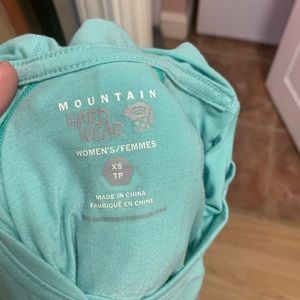 MOUNTAIN
HARD
WEAR
WOMEN'S/FEMMES
XS
TP
MADE IN CHINA
FABRIQUÉ EN CHINE